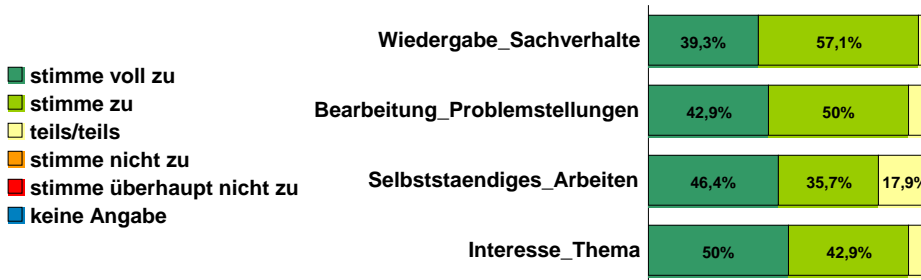 stimme voll zu
stimme zu
teils/teils
stimme nicht zu
stimme überhaupt nicht zu
keine Angabe
Wiedergabe_Sachverhalte
39,3%
57,1%
Bearbeitung_Problemstellungen
42,9%
50%
Selbststaendiges_Arbeiten
46,4%
35,7%
17,9%
Interesse_Thema
50%
42,9%